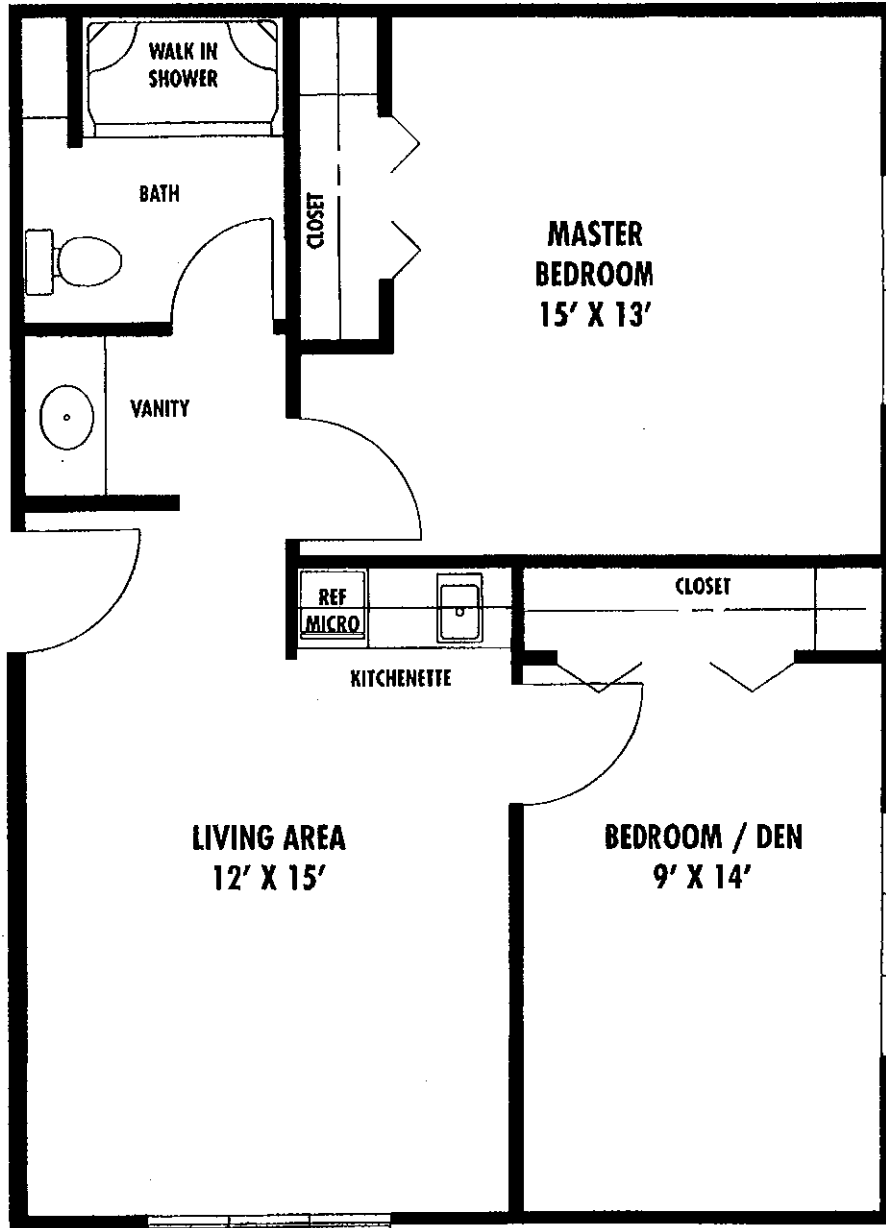 WALK IN
SHOWER
BATH
CLOSET
MASTER
BEDROOM
15' X 13'
VANITY
REF
MICRO
KITCHENETTE
CLOSET
LIVING AREA
12' X 15'
BEDROOM / DEN
9' X 14'